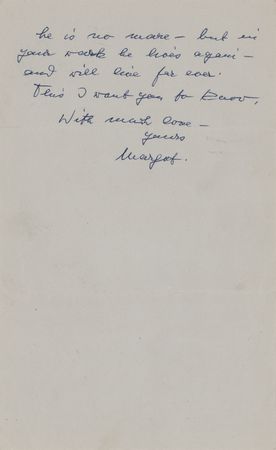 he is no more – but in
your work he lives again –
and will live for ever.
This I want you to know,
With much love –
yours
Margot.